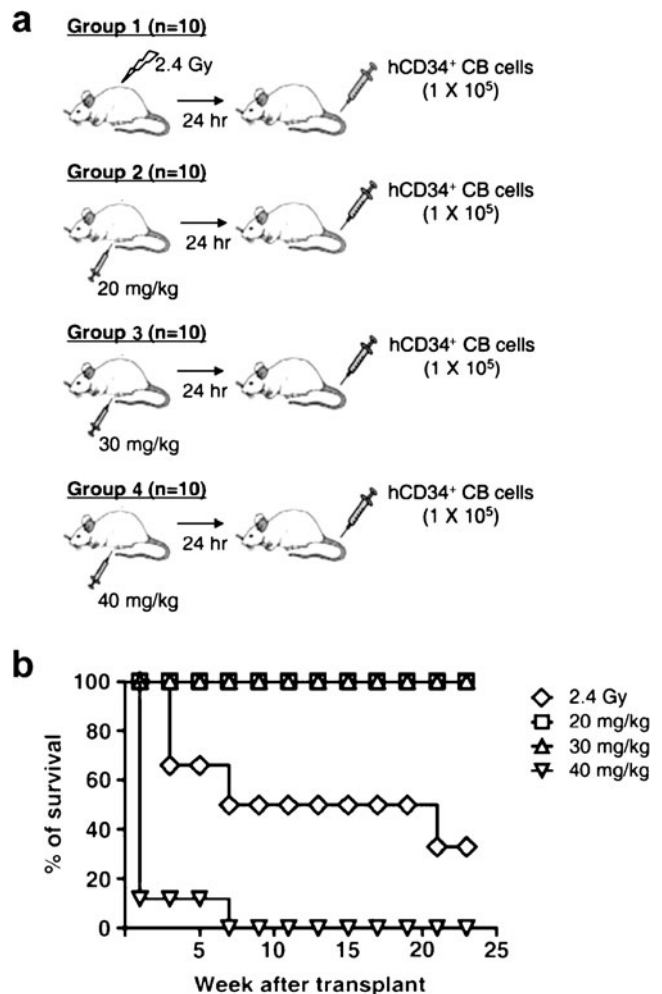 a
Group 1 (n=10)
2.4 Gy
24 hr
hCD34⁺ CB cells
(1 X 10⁵)
Group 2 (n=10)
24 hr
hCD34⁺ CB cells
(1 X 10⁵)
20 mg/kg
Group 3 (n=10)
24 hr
hCD34⁺ CB cells
(1 X 10⁵)
30 mg/kg
Group 4 (n=10)
24 hr
hCD34⁺ CB cells
(1 X 10⁵)
40 mg/kg
b
% of survival
100
80
60
40
20
0
5
10
15
20
25
Week after transplant
2.4 Gy
20 mg/kg
30 mg/kg
40 mg/kg